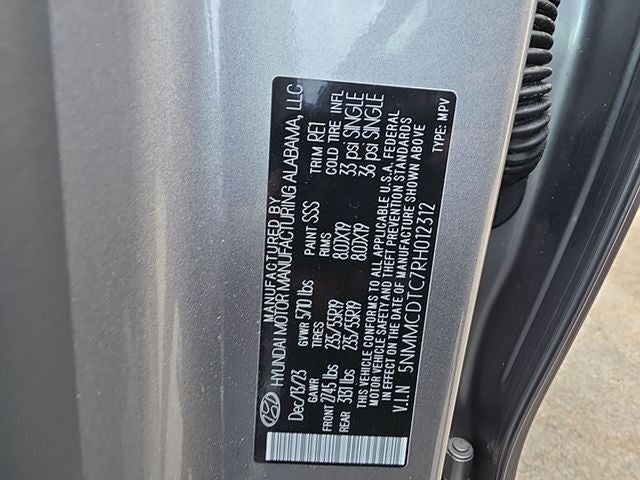 MANUFACTURED BY
HYUNDAI MOTOR MANUFACTURING ALABAMA, LLC
Dec/13/23 GVWR 5710 lbs PAINT SSS TRIM RE1
GAWR TIRES RIMS COLD TIRE INFL
FRONT 2745 lbs 235/55R19 8.0JX19 33 psi SINGLE
REAR 3181 lbs 235/55R19 8.0JX19 36 psi SINGLE
THIS VEHICLE CONFORMS TO ALL APPLICABLE U.S.A. FEDERAL
MOTOR VEHICLE SAFETY AND THEFT PREVENTION STANDARDS
IN EFFECT ON THE DATE OF MANUFACTURE SHOWN ABOVE
V.I.N 5NMMCDTC7RH012312 TYPE: MPV